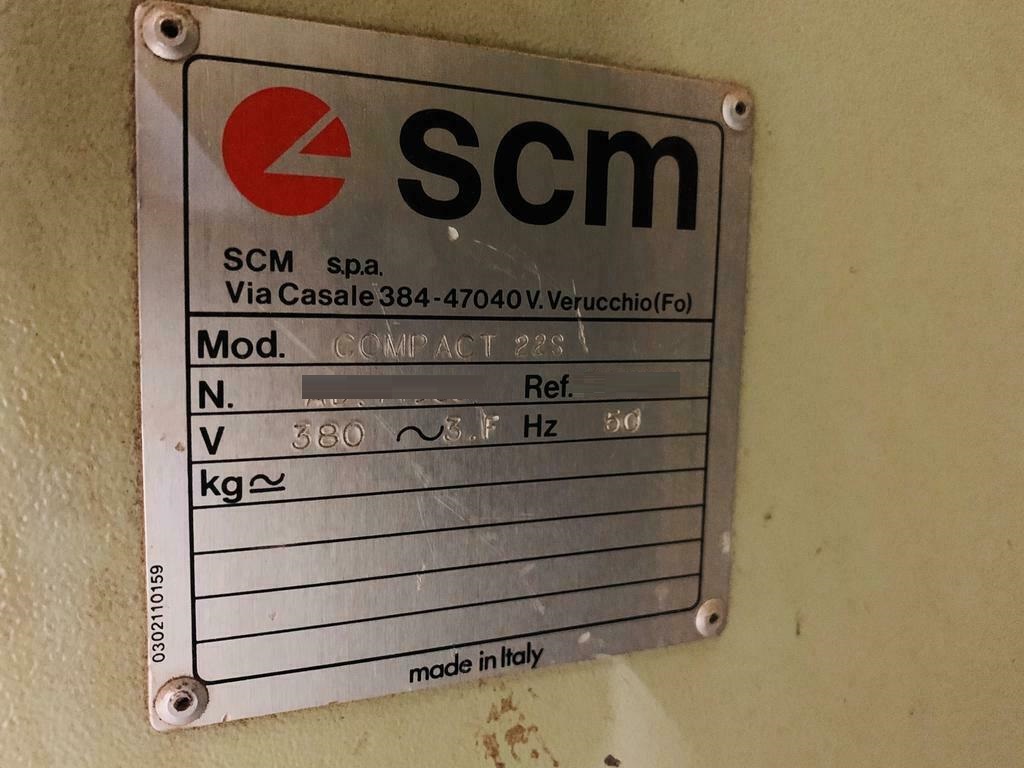 scm
SCM s.p.a.
Via Casale 384-47040 V. Verucchio (Fo)
Mod. COMPACT 22S
N. Ref.
V 380 ~3.F Hz 50
kg≃
made in Italy
0302110159